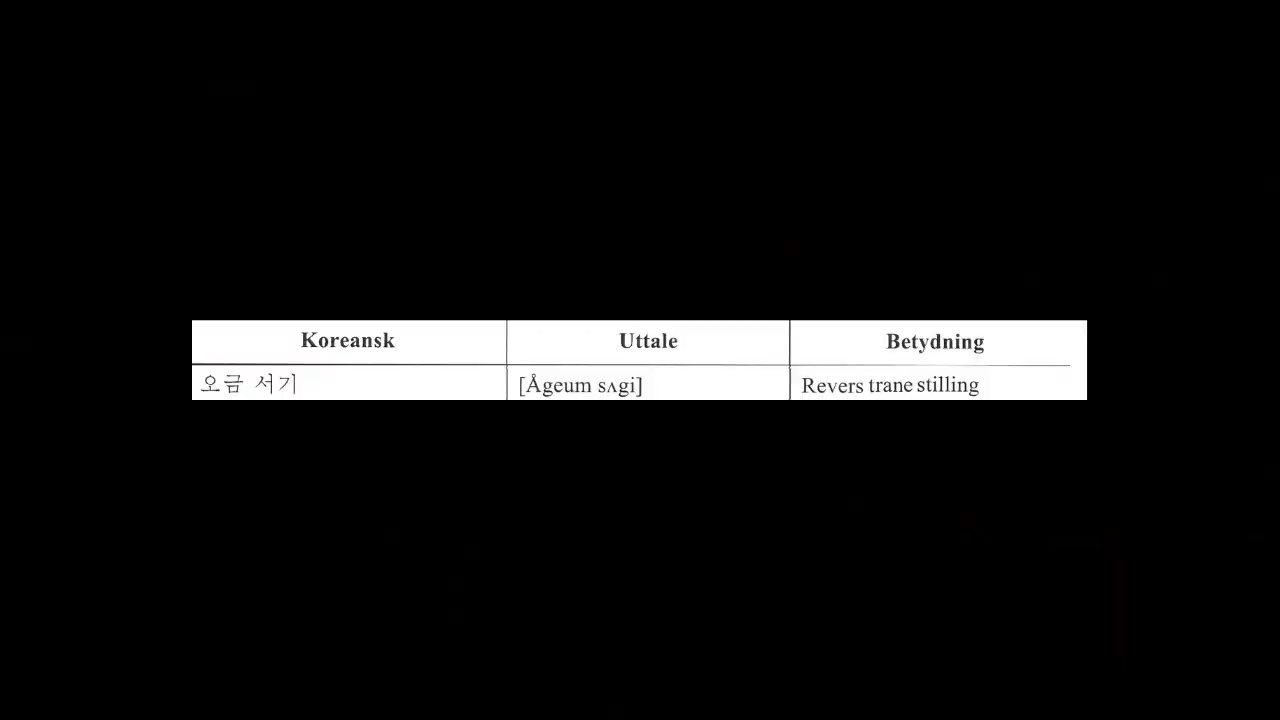 Koreansk Uttale Betydning
오금 서기 [Ågeum sʌgi] Revers trane stilling